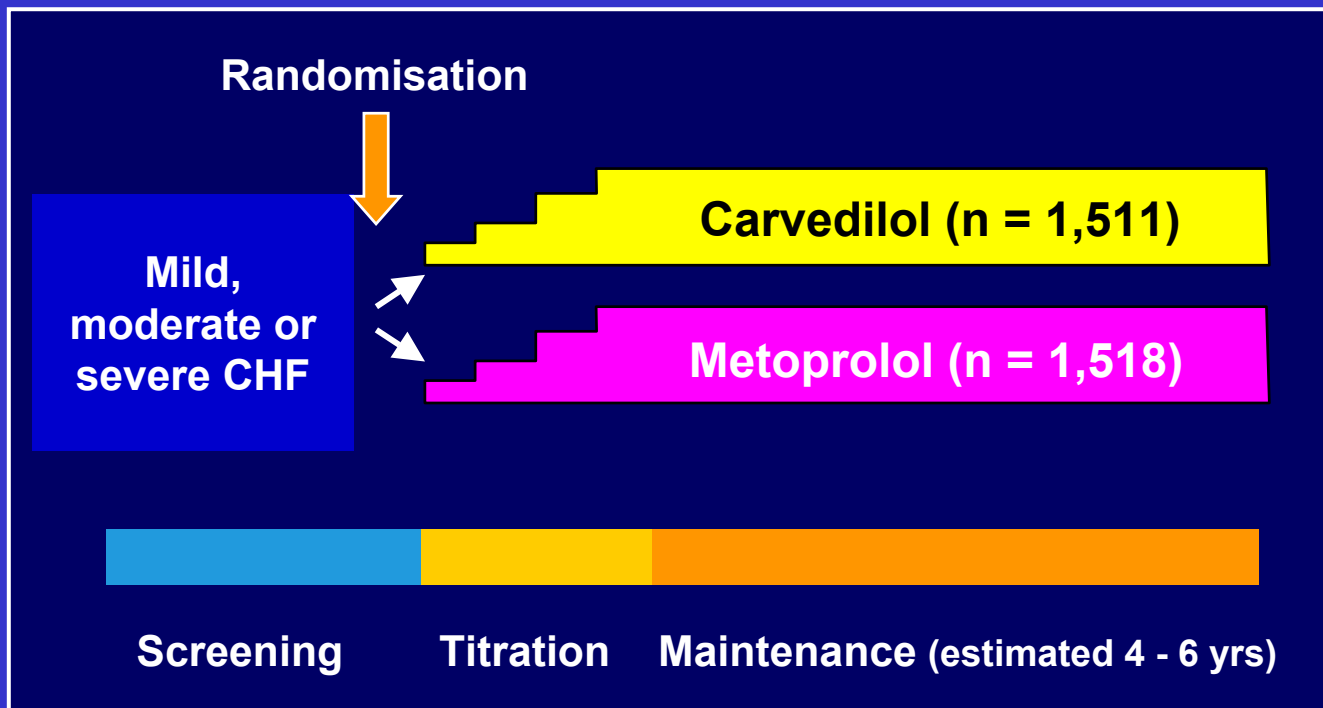 Randomisation
Mild,
moderate or
severe CHF
Carvedilol (n = 1,511)
Metoprolol (n = 1,518)
Screening
Titration
Maintenance (estimated 4 - 6 yrs)